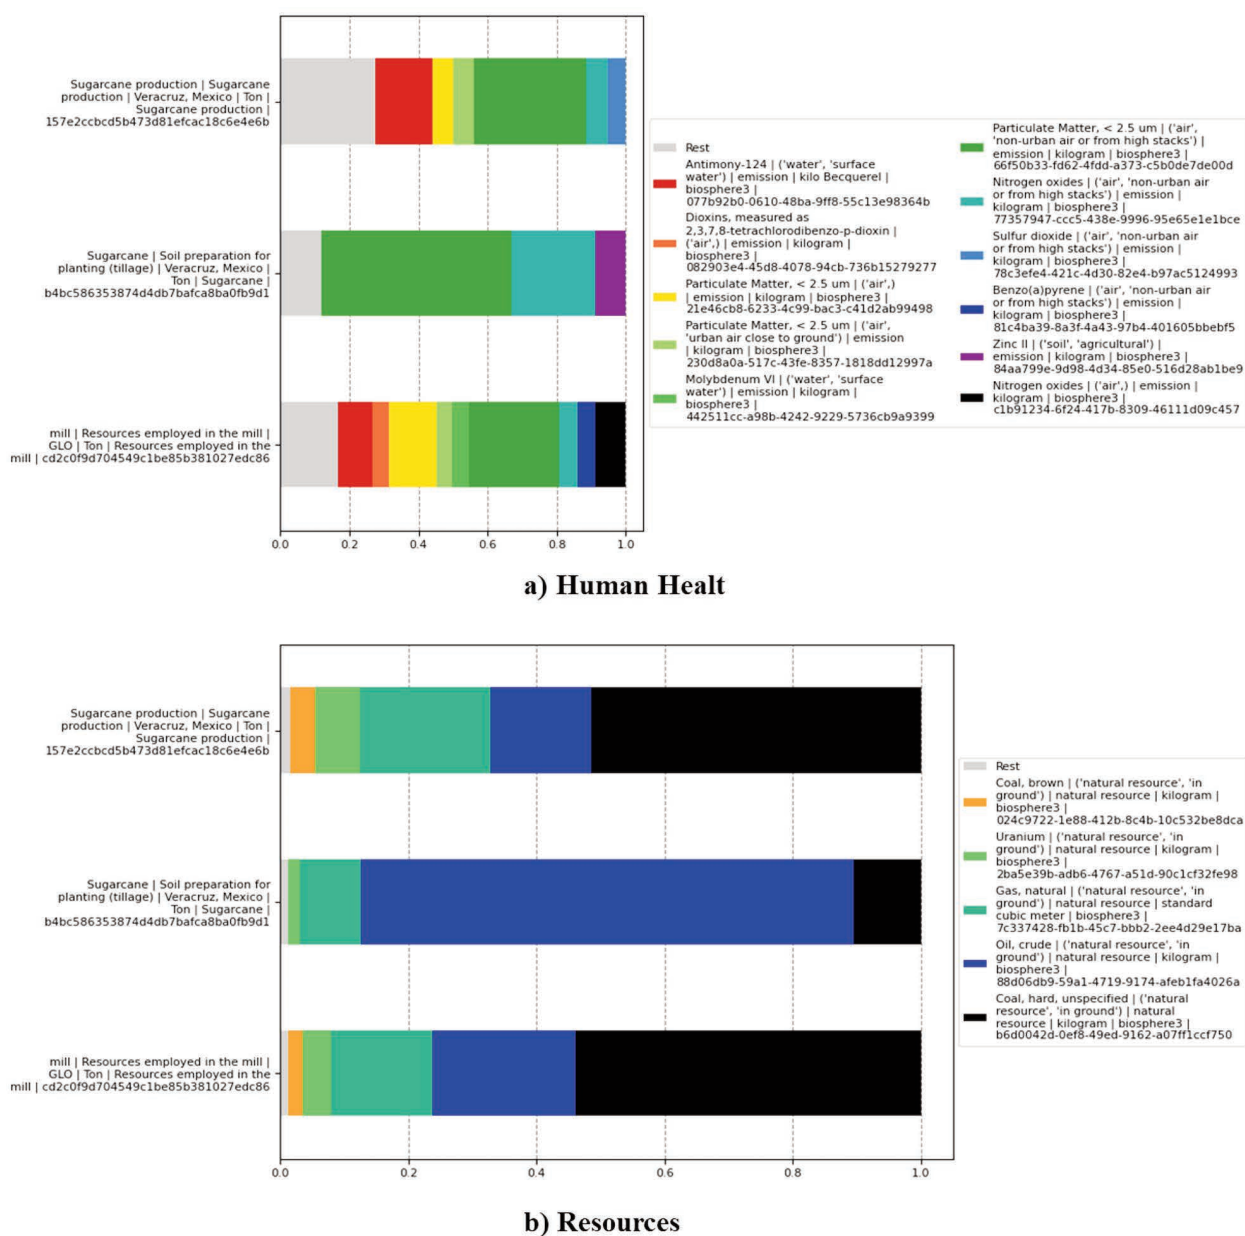 Sugarcane production | Sugarcane
production | Veracruz, Mexico | Ton |
Sugarcane production |
157e2ccbcd5b473d81efcac18c6e4e6b
Sugarcane | Soil preparation for
planting (tillage) | Veracruz, Mexico |
Ton | Sugarcane |
b4bc586353874d4db7bafca8ba0fb9d1
mill | Resources employed in the mill |
GLO | Ton | Resources employed in the
mill | cd2c0f9d704549c1be85b381027edc86
0.0 0.2 0.4 0.6 0.8 1.0
Rest
Antimony-124 | ('water', 'surface
water') | emission | kilo Becquerel |
biosphere3 |
077b92b0-0610-48ba-9ff8-55c13e98364b
Dioxins, measured as
2,3,7,8-tetrachlorodibenzo-p-dioxin |
('air',) | emission | kilogram |
biosphere3 |
082903e4-45d8-4078-94cb-736b15279277
Particulate Matter, < 2.5 um | ('air',)
| emission | kilogram | biosphere3 |
21e46cb8-6233-4c99-bac3-c41d2ab99498
Particulate Matter, < 2.5 um | ('air',
'urban air close to ground') | emission
| kilogram | biosphere3 |
230d8a0a-517c-43fe-8357-1818dd12997a
Molybdenum VI | ('water', 'surface
water') | emission | kilogram |
biosphere3 |
442511cc-a98b-4242-9229-5736cb9a9399
Particulate Matter, < 2.5 um | ('air',
'non-urban air or from high stacks') |
emission | kilogram | biosphere3 |
66f50b33-fd62-4fdd-a373-c5b0de7de00d
Nitrogen oxides | ('air', 'non-urban air
or from high stacks') | emission |
kilogram | biosphere3 |
77357947-ccc5-438e-9996-95e65e1e1bce
Sulfur dioxide | ('air', 'non-urban air
or from high stacks') | emission |
kilogram | biosphere3 |
78c3efe4-421c-4d30-82e4-b97ac5124993
Benzo(a)pyrene | ('air', 'non-urban air
or from high stacks') | emission |
kilogram | biosphere3 |
81c4ba39-8a3f-4a43-97b4-401605bbebf5
Zinc II | ('soil', 'agricultural') |
emission | kilogram | biosphere3 |
84aa799e-9d98-4d34-85e0-516d28ab1be9
Nitrogen oxides | ('air',) | emission |
kilogram | biosphere3 |
c1b91234-6f24-417b-8309-46111d09c457
a) Human Healt
Sugarcane production | Sugarcane
production | Veracruz, Mexico | Ton |
Sugarcane production |
157e2ccbcd5b473d81efcac18c6e4e6b
Sugarcane | Soil preparation for
planting (tillage) | Veracruz, Mexico |
Ton | Sugarcane |
b4bc586353874d4db7bafca8ba0fb9d1
mill | Resources employed in the mill |
GLO | Ton | Resources employed in the
mill | cd2c0f9d704549c1be85b381027edc86
0.0 0.2 0.4 0.6 0.8 1.0
Rest
Coal, brown | ('natural resource', 'in
ground') | natural resource | kilogram |
biosphere3 |
024c9722-1e88-412b-8c4b-10c532be8dca
Uranium | ('natural resource', 'in
ground') | natural resource | kilogram |
biosphere3 |
2ba5e39b-adb6-4767-a51d-90c1cf32fe98
Gas, natural | ('natural resource', 'in
ground') | natural resource | standard
cubic meter | biosphere3 |
7c337428-fb1b-45c7-bbb2-2ee4d29e17ba
Oil, crude | ('natural resource', 'in
ground') | natural resource | kilogram |
biosphere3 |
88d06db9-59a1-4719-9174-afeb1fa4026a
Coal, hard, unspecified | ('natural
resource', 'in ground') | natural
resource | kilogram | biosphere3 |
b6d0042d-0ef8-49ed-9162-a07ff1ccf750
b) Resources